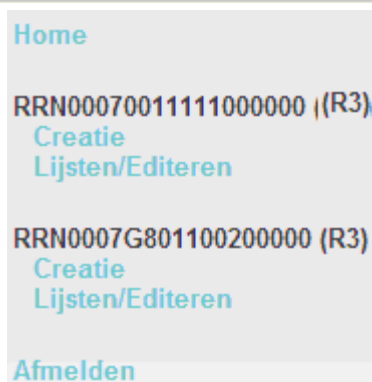 Home
RRN00070011111000000 (R3)
Creatie
Lijsten/Editeren
RRN0007G801100200000 (R3)
Creatie
Lijsten/Editeren
Afmelden